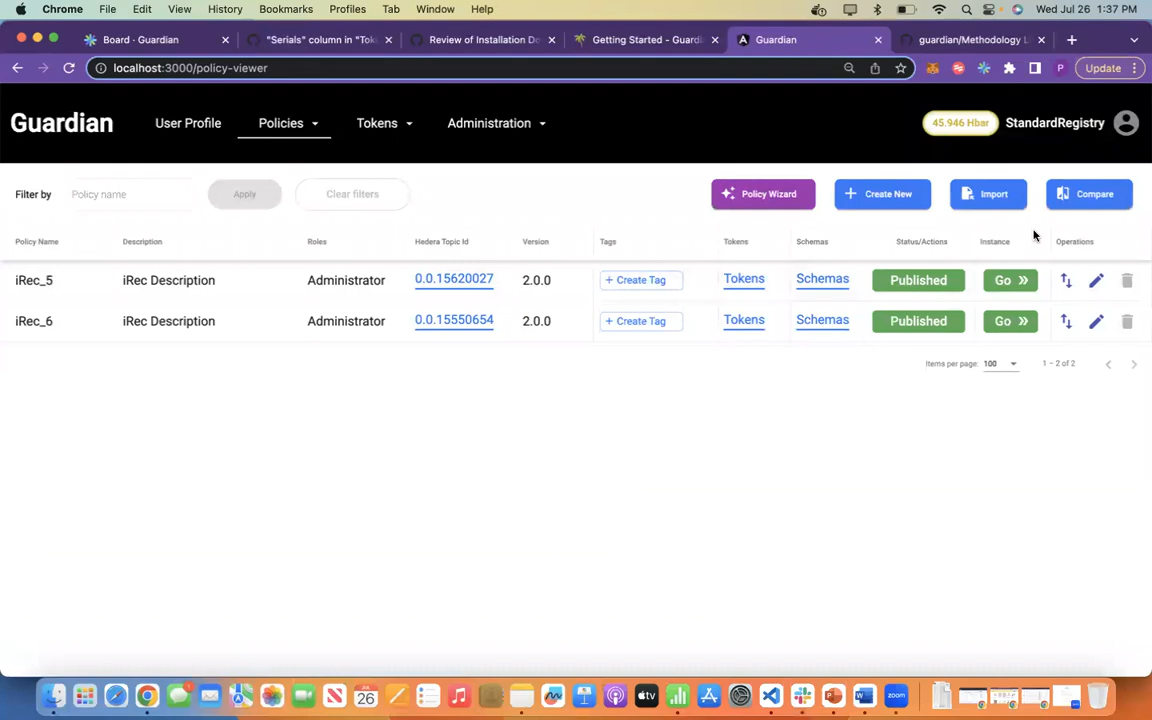 Chrome File Edit View History Bookmarks Profiles Tab Window Help Wed Jul 26 1:37 PM
Board · Guardian "Serials" column in "Tok Review of Installation Do Getting Started - Guardi Guardian guardian/Methodology L
localhost:3000/policy-viewer P Update
Guardian User Profile Policies Tokens Administration 45.946 Hbar StandardRegistry
Filter by Policy name Apply Clear filters Policy Wizard Create New Import Compare
Policy Name Description Roles Hedera Topic Id Version Tags Tokens Schemas Status/Actions Instance Operations
iRec_5 iRec Description Administrator 0.0.15620027 2.0.0 + Create Tag Tokens Schemas Published Go
iRec_6 iRec Description Administrator 0.0.15550654 2.0.0 + Create Tag Tokens Schemas Published Go
Items per page: 100 1 – 2 of 2
26 tv zoom